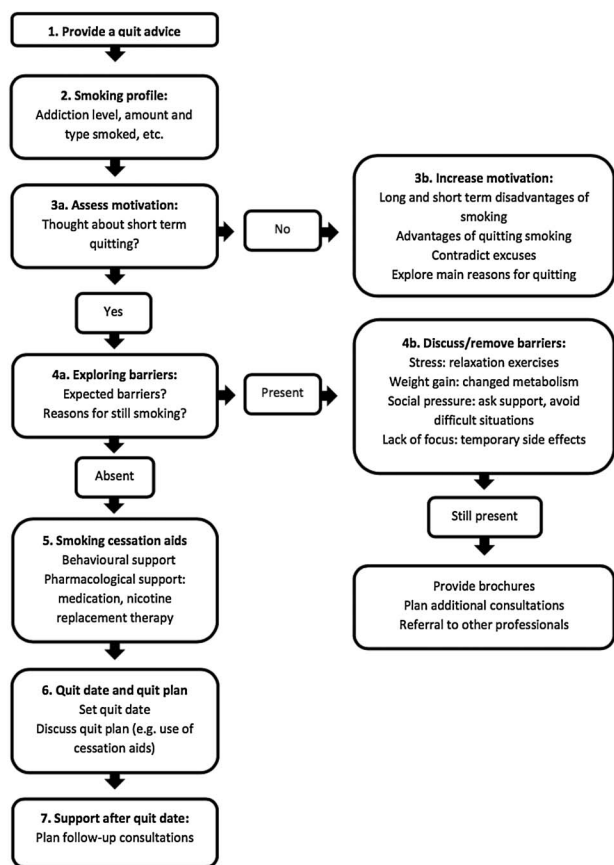 1. Provide a quit advice
2. Smoking profile:
Addiction level, amount and
type smoked, etc.
3a. Assess motivation:
Thought about short term
quitting?
No
3b. Increase motivation:
Long and short term disadvantages of
smoking
Advantages of quitting smoking
Contradict excuses
Explore main reasons for quitting
Yes
4a. Exploring barriers:
Expected barriers?
Reasons for still smoking?
Present
4b. Discuss/remove barriers:
Stress: relaxation exercises
Weight gain: changed metabolism
Social pressure: ask support, avoid
difficult situations
Lack of focus: temporary side effects
Absent
Still present
5. Smoking cessation aids
Behavioural support
Pharmacological support:
medication, nicotine
replacement therapy
Provide brochures
Plan additional consultations
Referral to other professionals
6. Quit date and quit plan
Set quit date
Discuss quit plan (e.g. use of
cessation aids)
7. Support after quit date:
Plan follow-up consultations